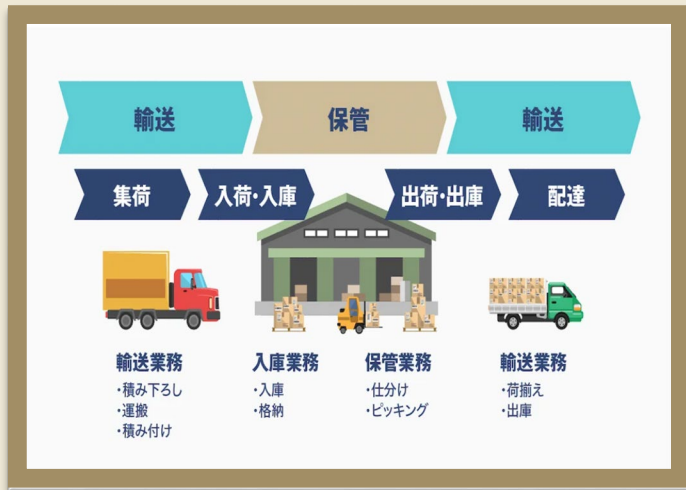 輸送
保管
輸送
集荷
入荷・入庫
出荷・出庫
配達
輸送業務
・積み下ろし
・運搬
・積み付け
入庫業務
・入庫
・格納
保管業務
・仕分け
・ピッキング
輸送業務
・荷揃え
・出庫